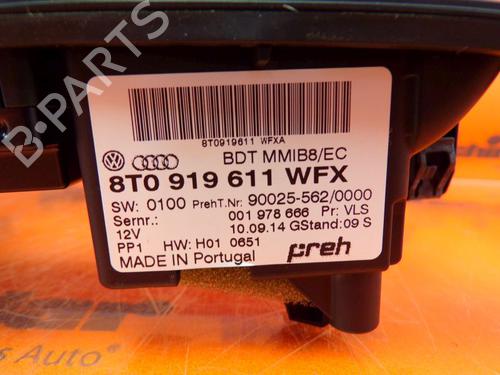 8T0919611 WFXA
BDT MMIB8/EC
8T0 919 611 WFX
SW: 0100 PrehT.Nr: 90025-562/0000
Sernr.: 001 978 666 Pr: VLS
12V 10.09.14 GStand: 09 S
PP1 HW: H01 0651
MADE IN Portugal preh
s Auto®